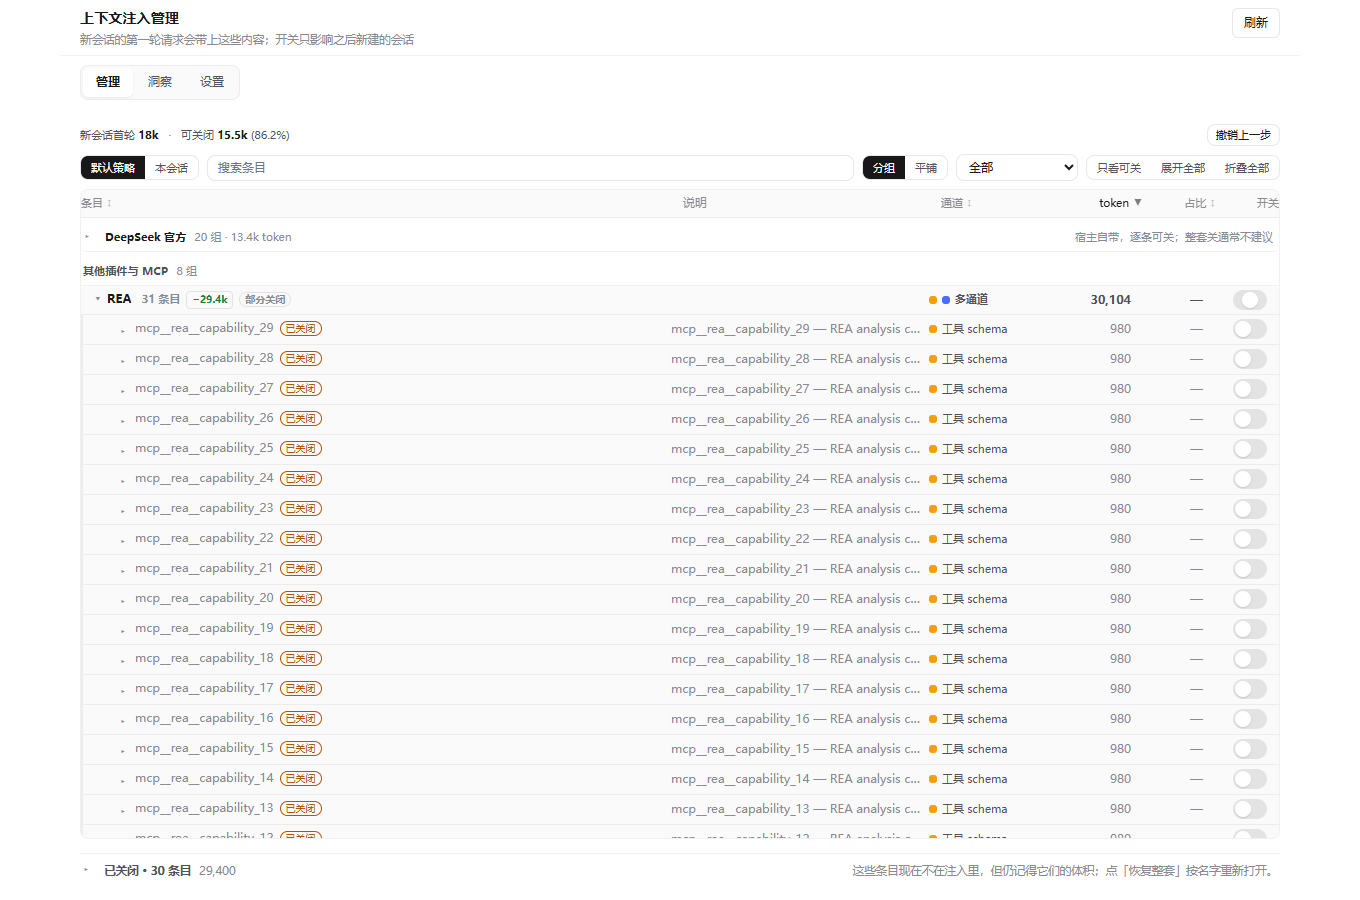 上下文注入管理
新会话的第一轮请求会带上这些内容；开关只影响之后新建的会话
刷新
管理 洞察 设置
新会话首轮 18k · 可关闭 15.5k (86.2%)
撤销上一步
默认策略 本会话 搜索条目 分组 平铺 全部 只看可关 展开全部 折叠全部
条目 ↕ 说明 通道 ↕ token ▼ 占比 ↕ 开关
DeepSeek 官方 20 组 · 13.4k token 宿主自带，逐条可关；整套关通常不建议
其他插件与 MCP 8 组
REA 31 条目 −29.4k 部分关闭 多通道 30,104 —
mcp__rea__capability_29 已关闭 mcp__rea__capability_29 — REA analysis c... 工具 schema 980 —
mcp__rea__capability_28 已关闭 mcp__rea__capability_28 — REA analysis c... 工具 schema 980 —
mcp__rea__capability_27 已关闭 mcp__rea__capability_27 — REA analysis c... 工具 schema 980 —
mcp__rea__capability_26 已关闭 mcp__rea__capability_26 — REA analysis c... 工具 schema 980 —
mcp__rea__capability_25 已关闭 mcp__rea__capability_25 — REA analysis c... 工具 schema 980 —
mcp__rea__capability_24 已关闭 mcp__rea__capability_24 — REA analysis c... 工具 schema 980 —
mcp__rea__capability_23 已关闭 mcp__rea__capability_23 — REA analysis c... 工具 schema 980 —
mcp__rea__capability_22 已关闭 mcp__rea__capability_22 — REA analysis c... 工具 schema 980 —
mcp__rea__capability_21 已关闭 mcp__rea__capability_21 — REA analysis c... 工具 schema 980 —
mcp__rea__capability_20 已关闭 mcp__rea__capability_20 — REA analysis c... 工具 schema 980 —
mcp__rea__capability_19 已关闭 mcp__rea__capability_19 — REA analysis c... 工具 schema 980 —
mcp__rea__capability_18 已关闭 mcp__rea__capability_18 — REA analysis c... 工具 schema 980 —
mcp__rea__capability_17 已关闭 mcp__rea__capability_17 — REA analysis c... 工具 schema 980 —
mcp__rea__capability_16 已关闭 mcp__rea__capability_16 — REA analysis c... 工具 schema 980 —
mcp__rea__capability_15 已关闭 mcp__rea__capability_15 — REA analysis c... 工具 schema 980 —
mcp__rea__capability_14 已关闭 mcp__rea__capability_14 — REA analysis c... 工具 schema 980 —
mcp__rea__capability_13 已关闭 mcp__rea__capability_13 — REA analysis c... 工具 schema 980 —
已关闭 • 30 条目 29,400 这些条目现在不在注入里，但仍记得它们的体积；点「恢复整套」按名字重新打开。